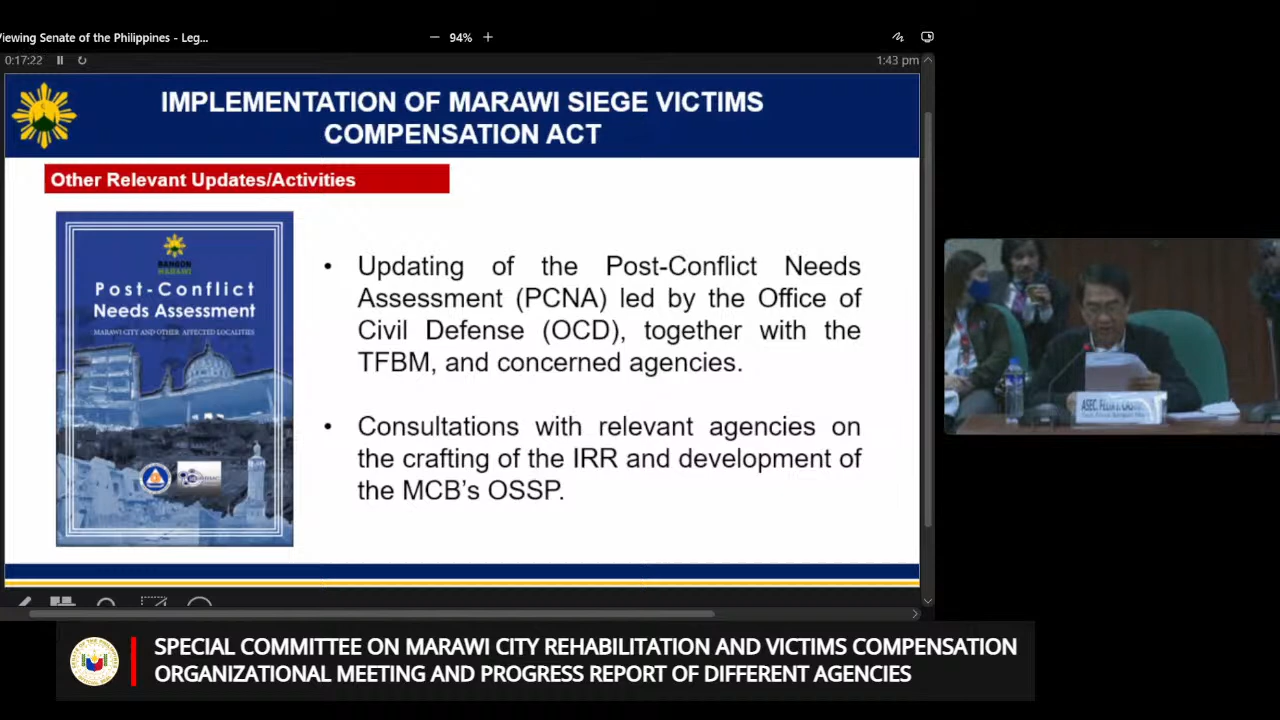 Viewing Senate of the Philippines - Leg...
94%
0:17:22
1:43 pm
IMPLEMENTATION OF MARAWI SIEGE VICTIMS
COMPENSATION ACT
Other Relevant Updates/Activities
BANGON
MARAWI
Post-Conflict
Needs Assessment
MARAWI CITY AND OTHER AFFECTED LOCALITIES
• Updating of the Post-Conflict Needs
Assessment (PCNA) led by the Office of
Civil Defense (OCD), together with the
TFBM, and concerned agencies.
• Consultations with relevant agencies on
the crafting of the IRR and development of
the MCB's OSSP.
ASEC. FELIX
SPECIAL COMMITTEE ON MARAWI CITY REHABILITATION AND VICTIMS COMPENSATION
ORGANIZATIONAL MEETING AND PROGRESS REPORT OF DIFFERENT AGENCIES